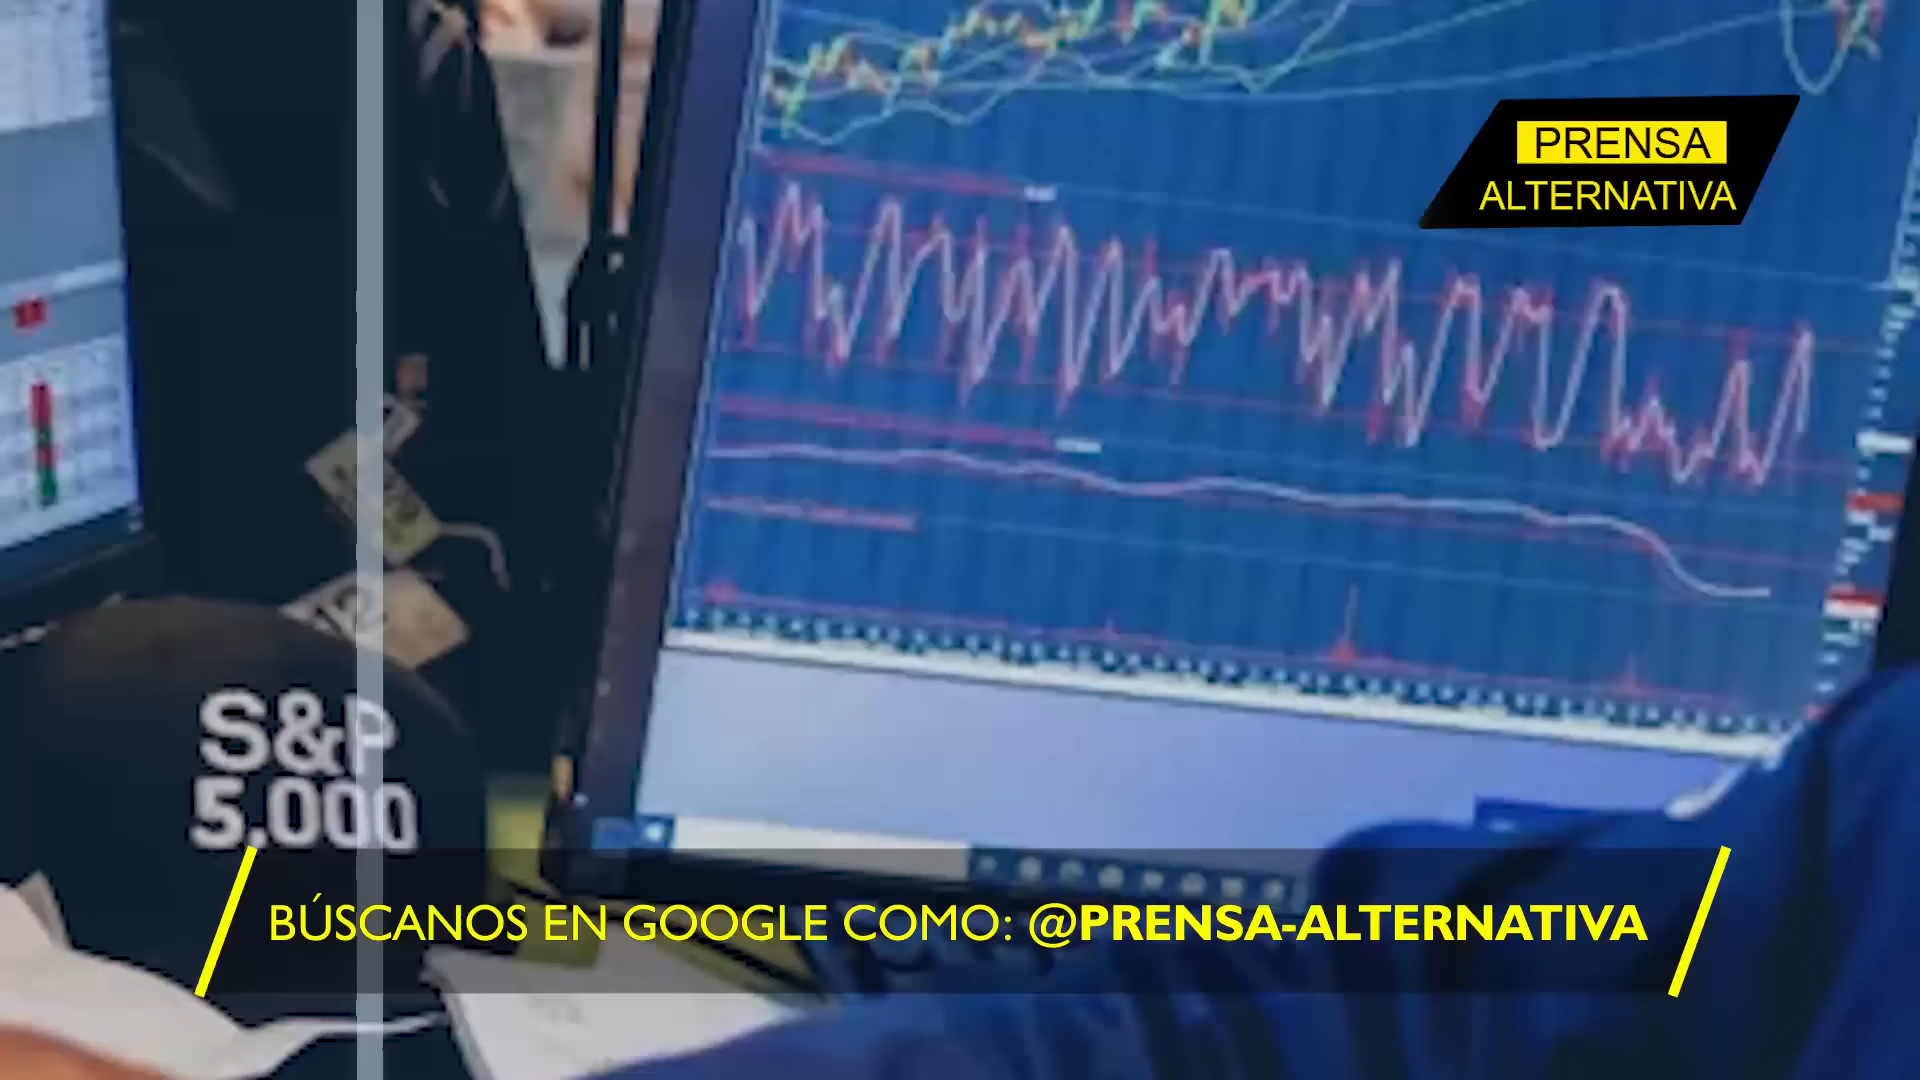 PRENSA
ALTERNATIVA
S&P
5.000
BÚSCANOS EN GOOGLE COMO: @PRENSA-ALTERNATIVA